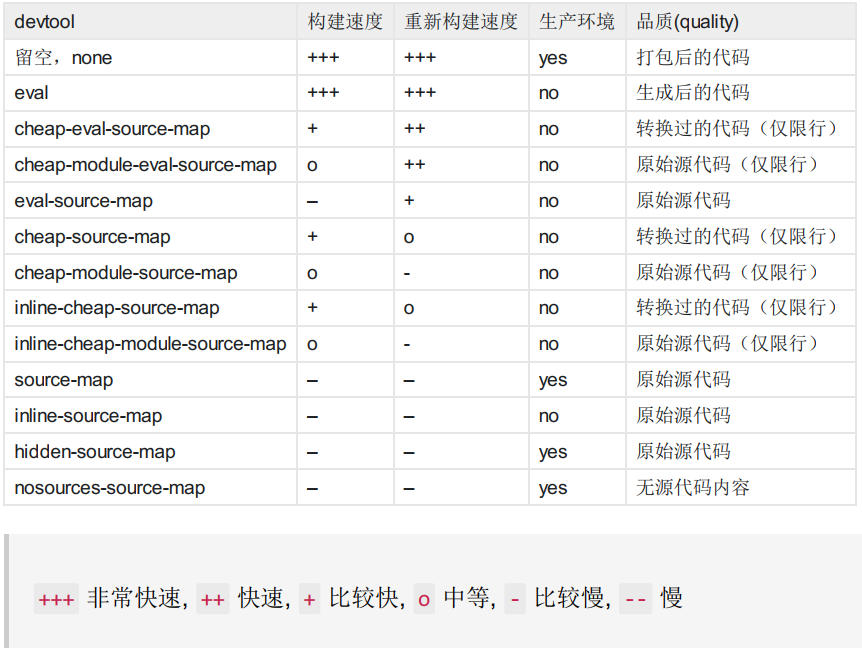 devtool 构建速度 重新构建速度 生产环境 品质(quality)
留空，none +++ +++ yes 打包后的代码
eval +++ +++ no 生成后的代码
cheap-eval-source-map + ++ no 转换过的代码（仅限行）
cheap-module-eval-source-map o ++ no 原始源代码（仅限行）
eval-source-map – + no 原始源代码
cheap-source-map + o no 转换过的代码（仅限行）
cheap-module-source-map o - no 原始源代码（仅限行）
inline-cheap-source-map + o no 转换过的代码（仅限行）
inline-cheap-module-source-map o - no 原始源代码（仅限行）
source-map – – yes 原始源代码
inline-source-map – – no 原始源代码
hidden-source-map – – yes 原始源代码
nosources-source-map – – yes 无源代码内容
+++ 非常快速, ++ 快速, + 比较快, o 中等, - 比较慢, -- 慢